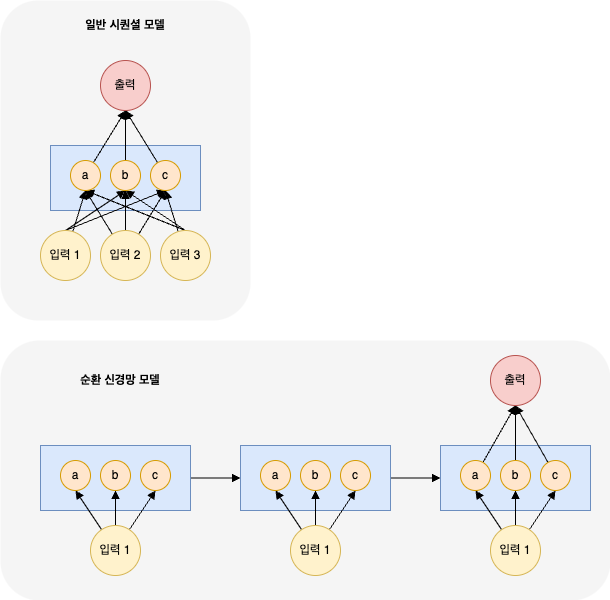 일반 시퀀셜 모델
출력
a b c
입력 1 입력 2 입력 3
순환 신경망 모델
출력
a b c a b c a b c
입력 1 입력 1 입력 1